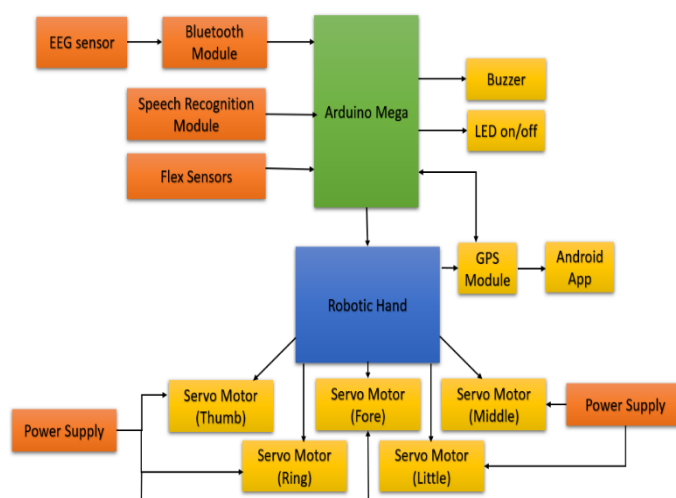 EEG sensor
Bluetooth
Module
Arduino Mega
Buzzer
Speech Recognition
Module
LED on/off
Flex Sensors
GPS
Module
Android
App
Robotic Hand
Servo Motor
(Thumb)
Servo Motor
(Fore)
Servo Motor
(Middle)
Power Supply
Power Supply
Servo Motor
(Ring)
Servo Motor
(Little)